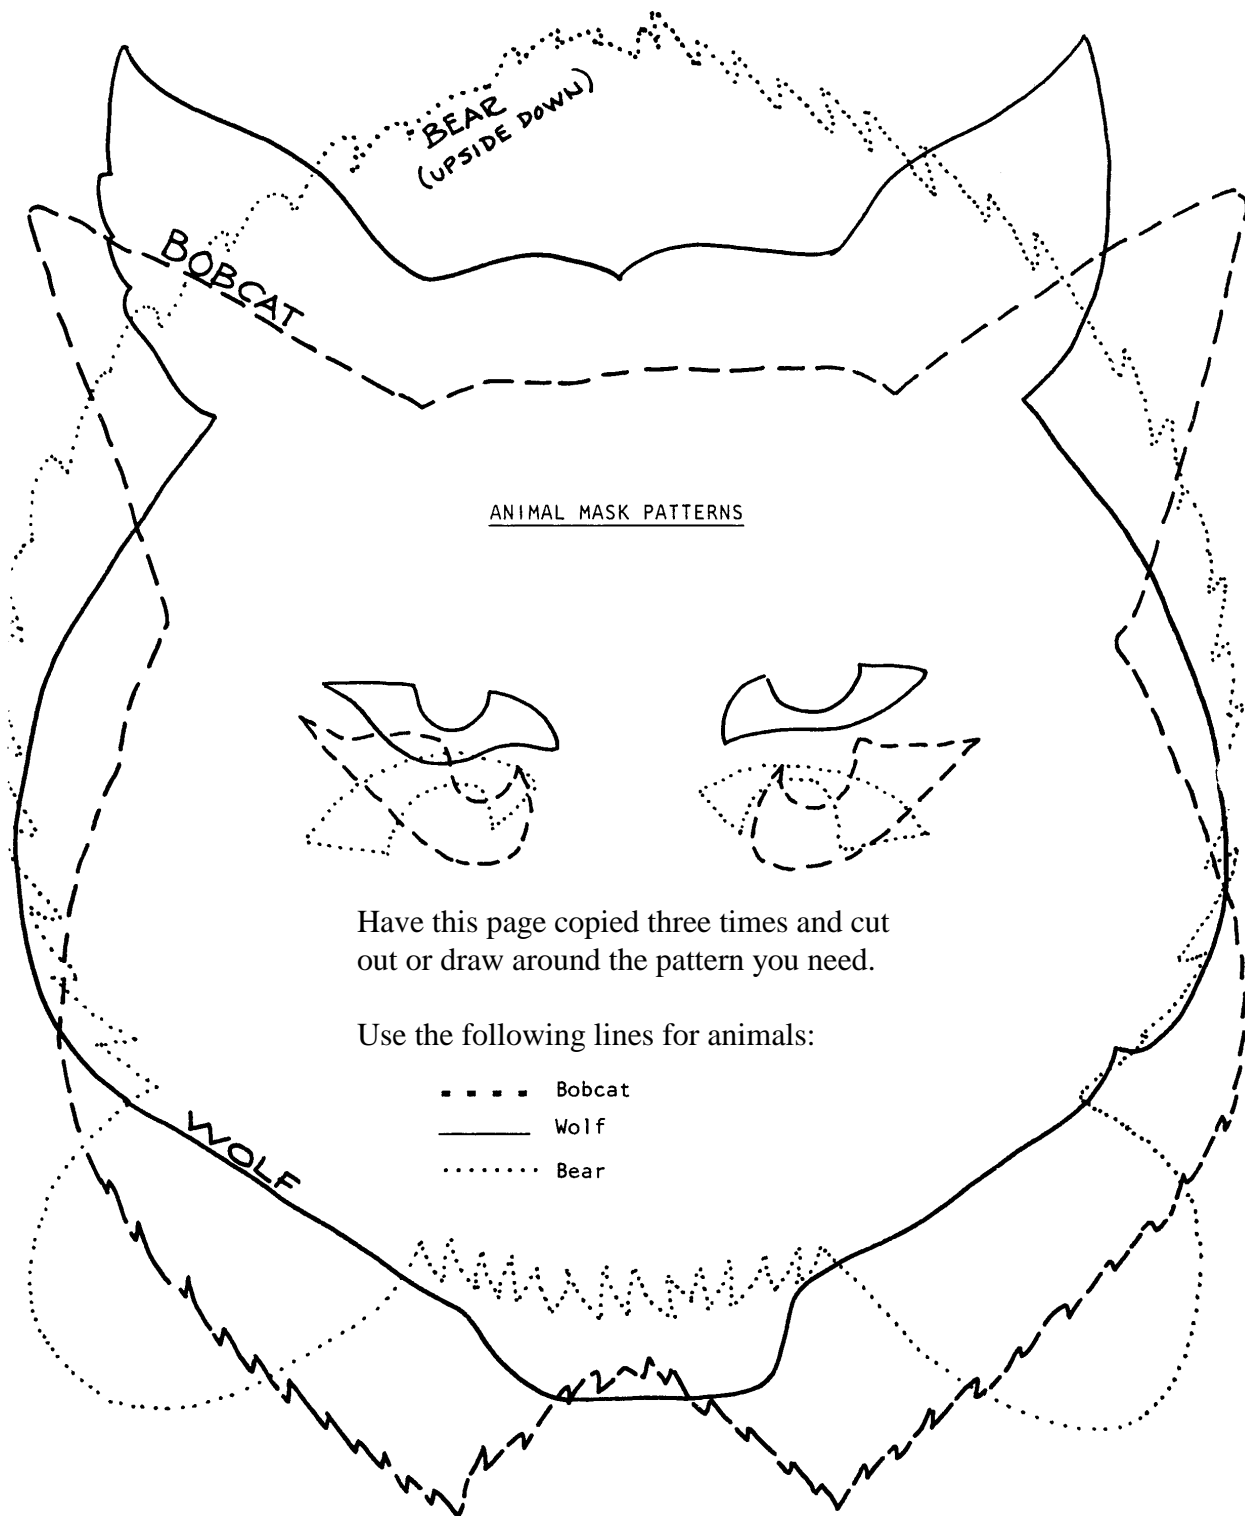 BEAR
(UPSIDE DOWN)
BOBCAT
ANIMAL MASK PATTERNS
Have this page copied three times and cut
out or draw around the pattern you need.
Use the following lines for animals:
Bobcat
Wolf
Bear
WOLF